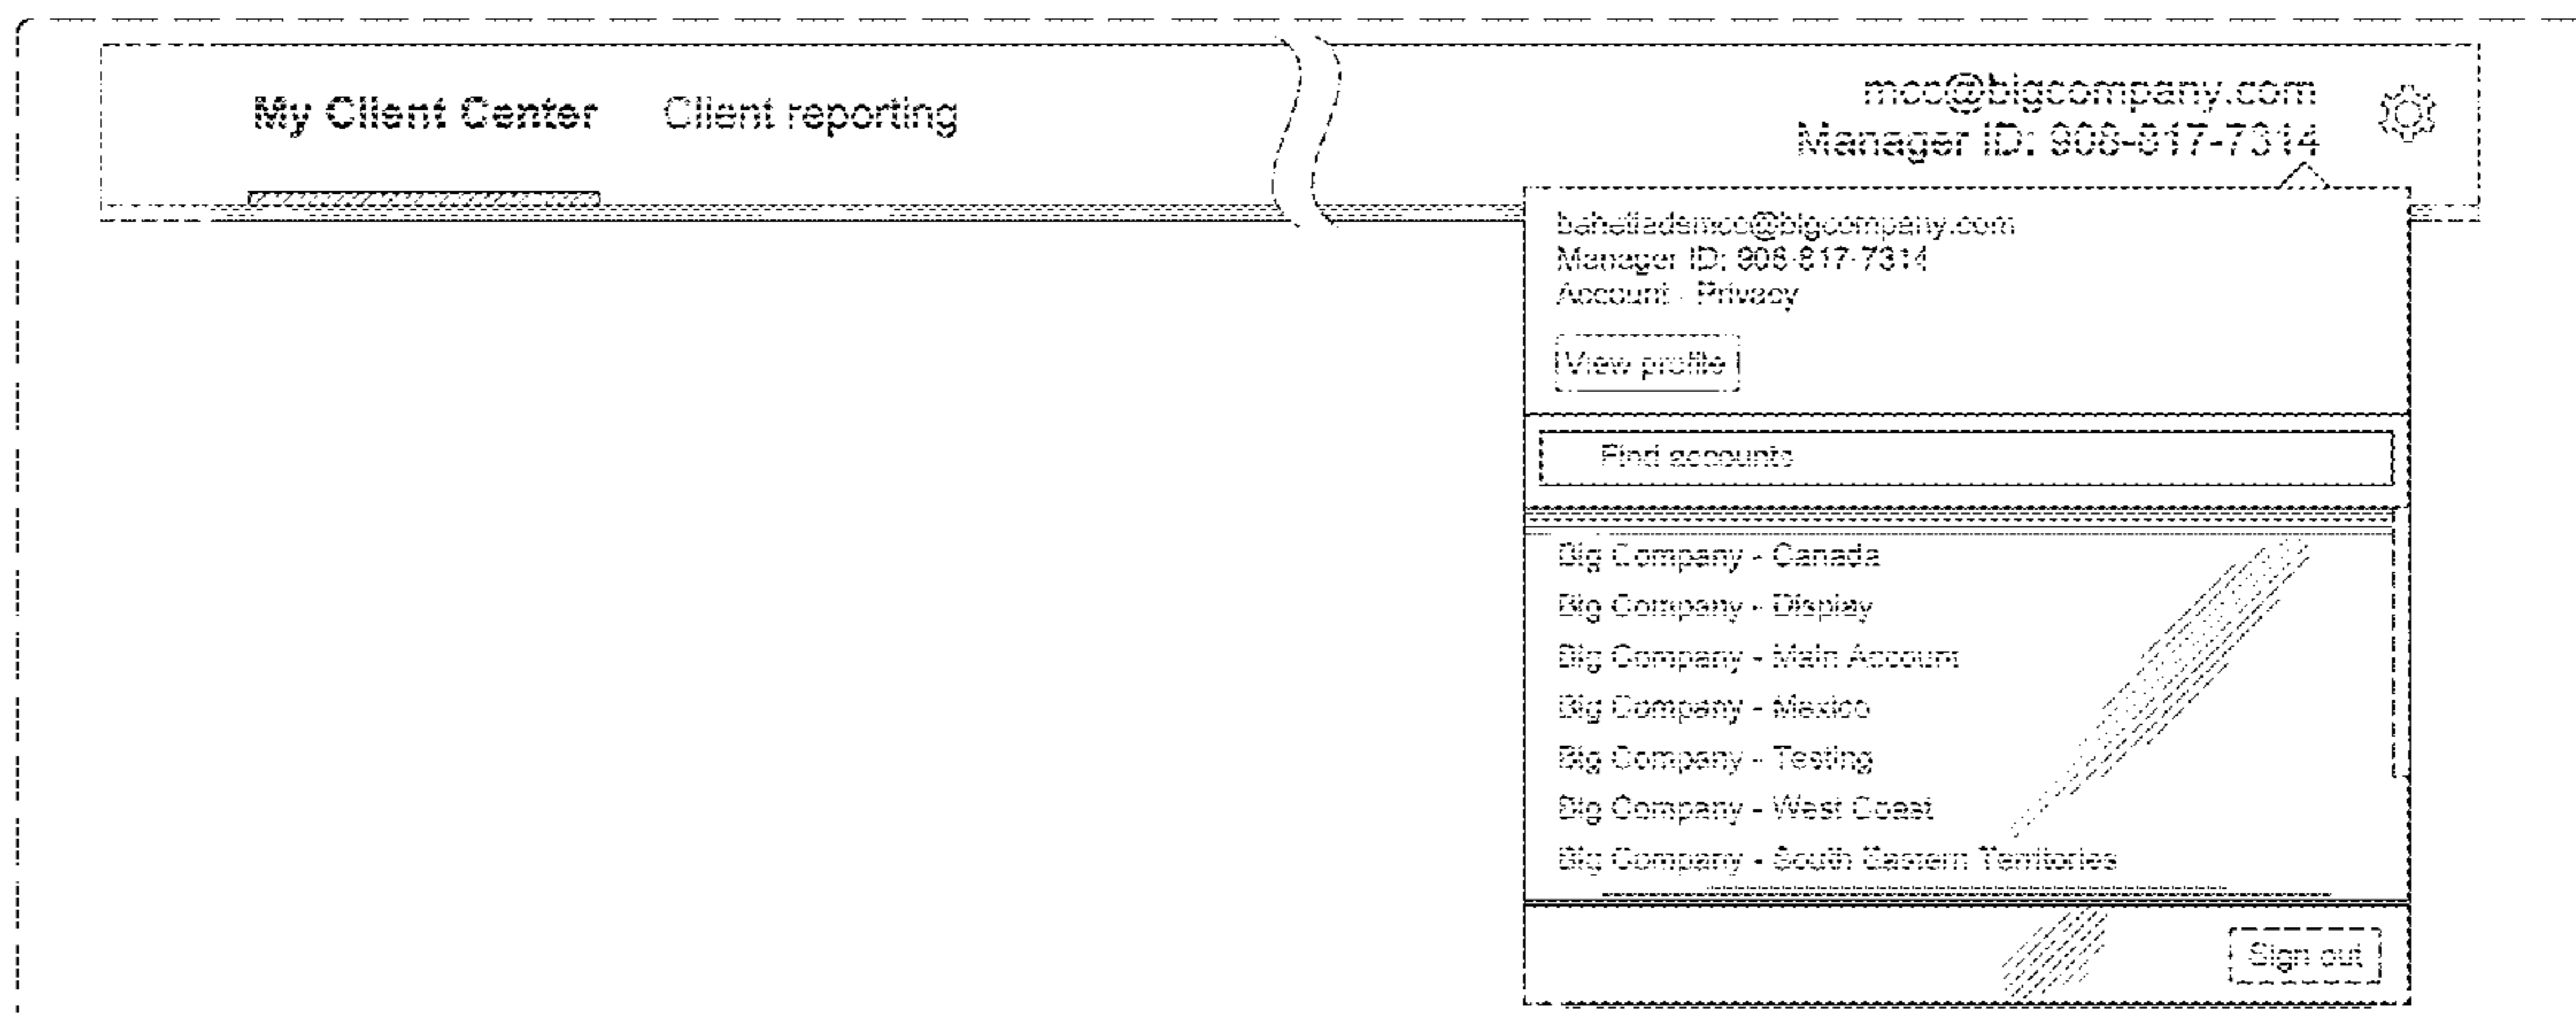 My Client Center Client reporting
mcc@bigcompany.com
Manager ID: 908-817-7314
bahetiadsmcc@bigcompany.com
Manager ID: 908-817-7314
Account - Privacy
View profile
Find accounts
Big Company - Canada
Big Company - Display
Big Company - Main Account
Big Company - Mexico
Big Company - Testing
Big Company - West Coast
Big Company - South Eastern Territories
Sign out